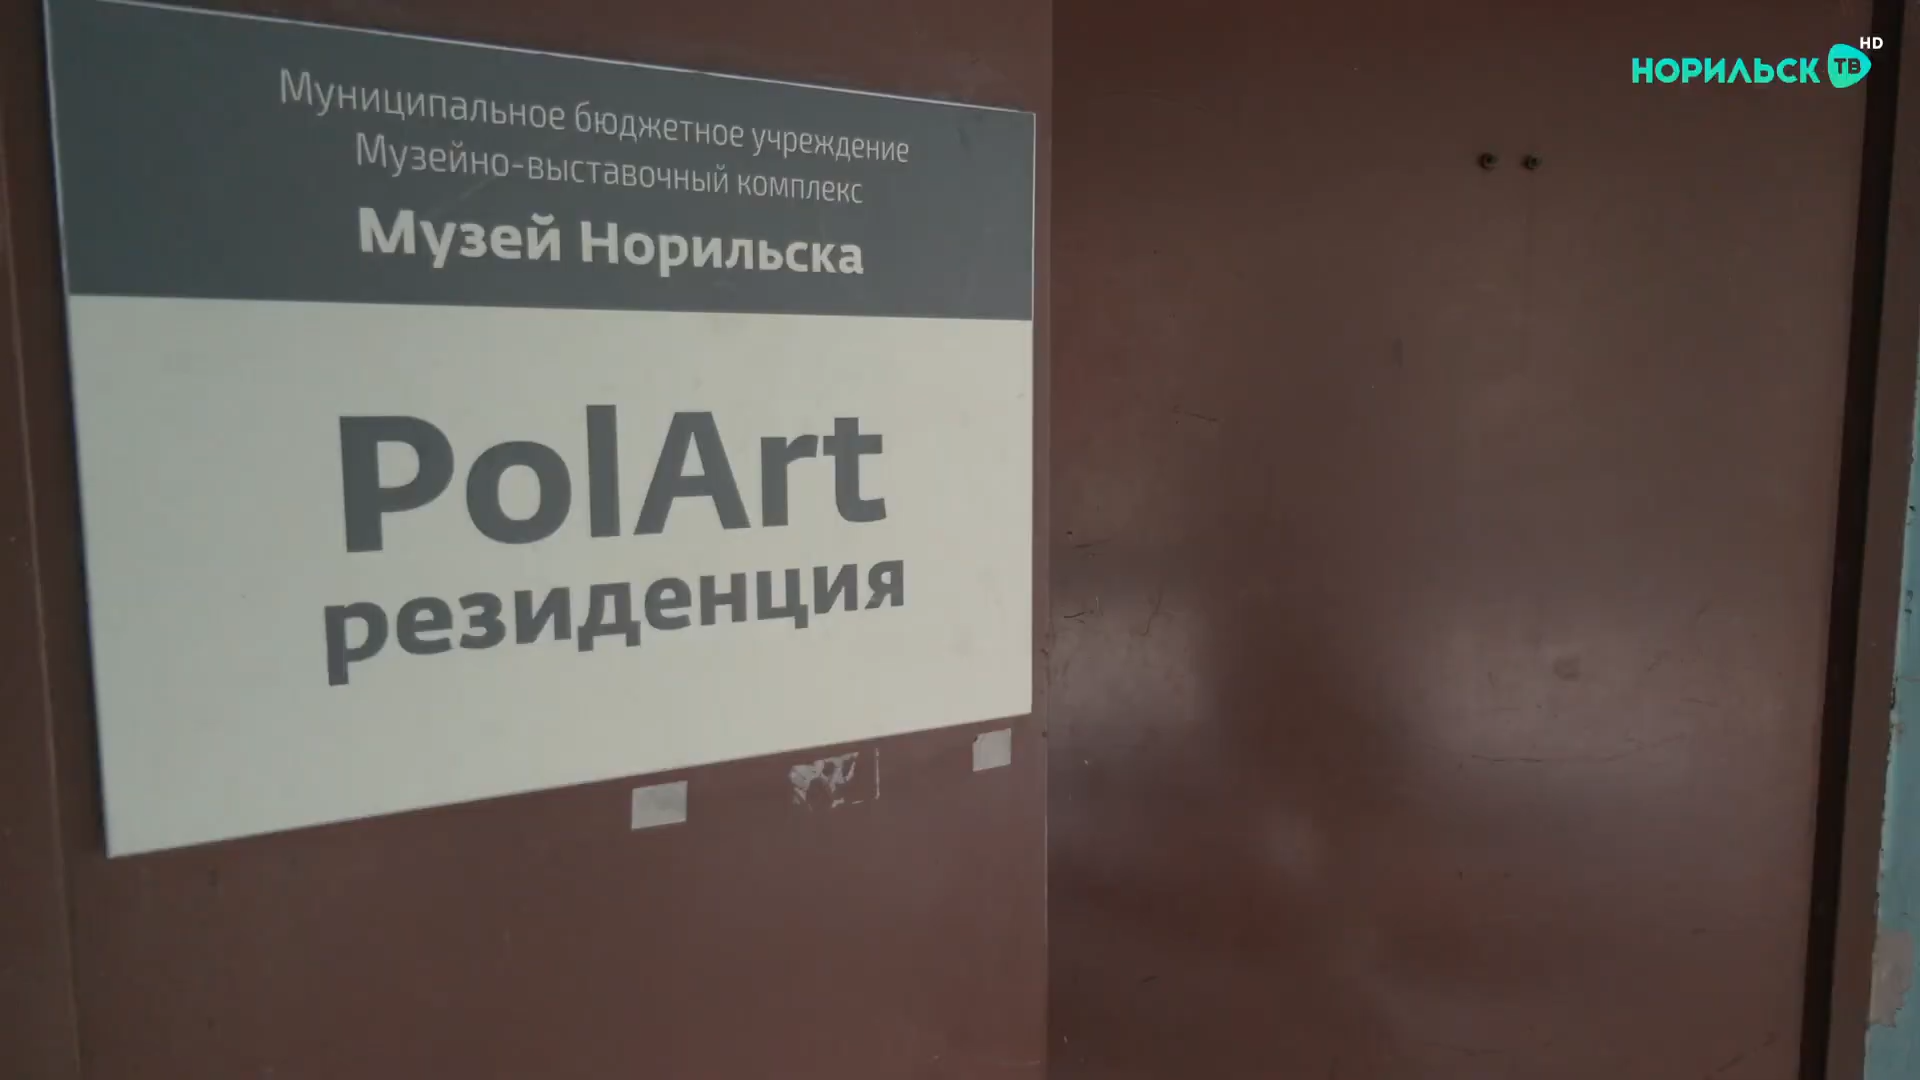 НОРИЛЬСК ТВ HD
Муниципальное бюджетное учреждение
Музейно-выставочный комплекс
Музей Норильска
PolArt
резиденция